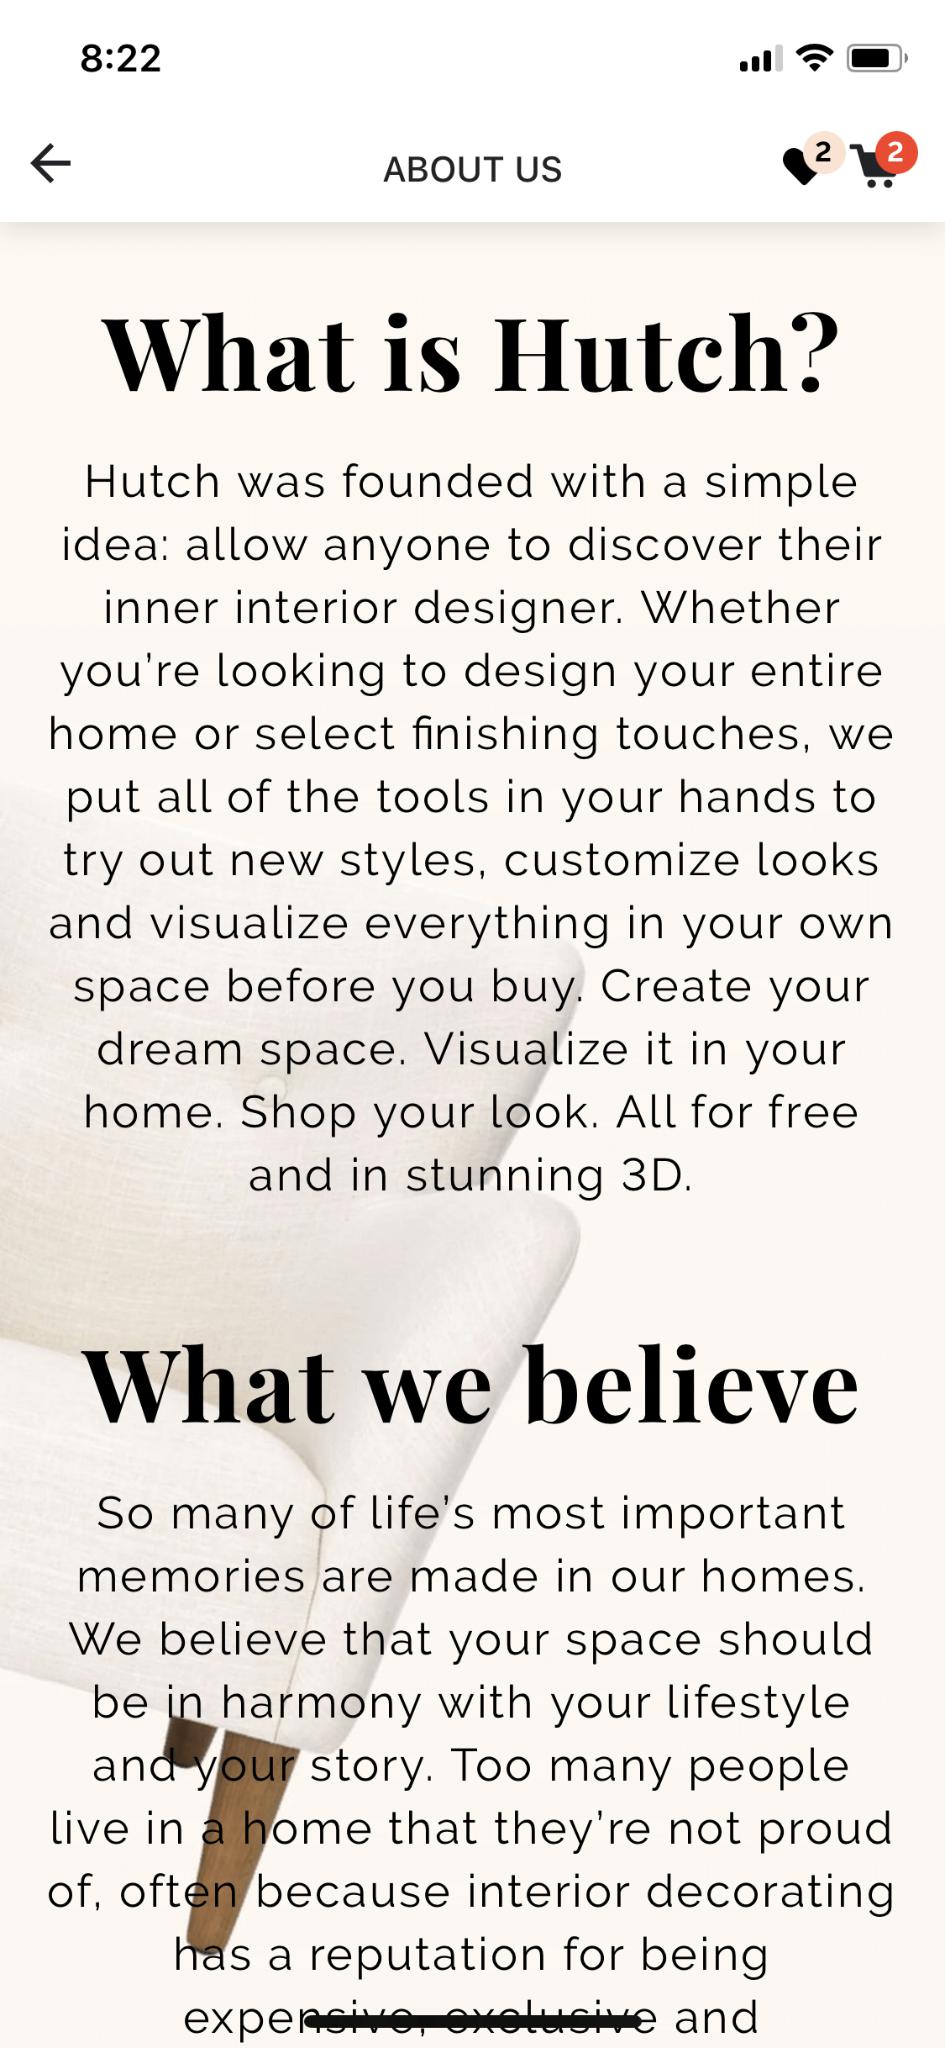 8:22
ABOUT US
2
2
What is Hutch?
Hutch was founded with a simple
idea: allow anyone to discover their
inner interior designer. Whether
you’re looking to design your entire
home or select finishing touches, we
put all of the tools in your hands to
try out new styles, customize looks
and visualize everything in your own
space before you buy. Create your
dream space. Visualize it in your
home. Shop your look. All for free
and in stunning 3D.
What we believe
So many of life’s most important
memories are made in our homes.
We believe that your space should
be in harmony with your lifestyle
and your story. Too many people
live in a home that they’re not proud
of, often because interior decorating
has a reputation for being
expensive, exclusive and